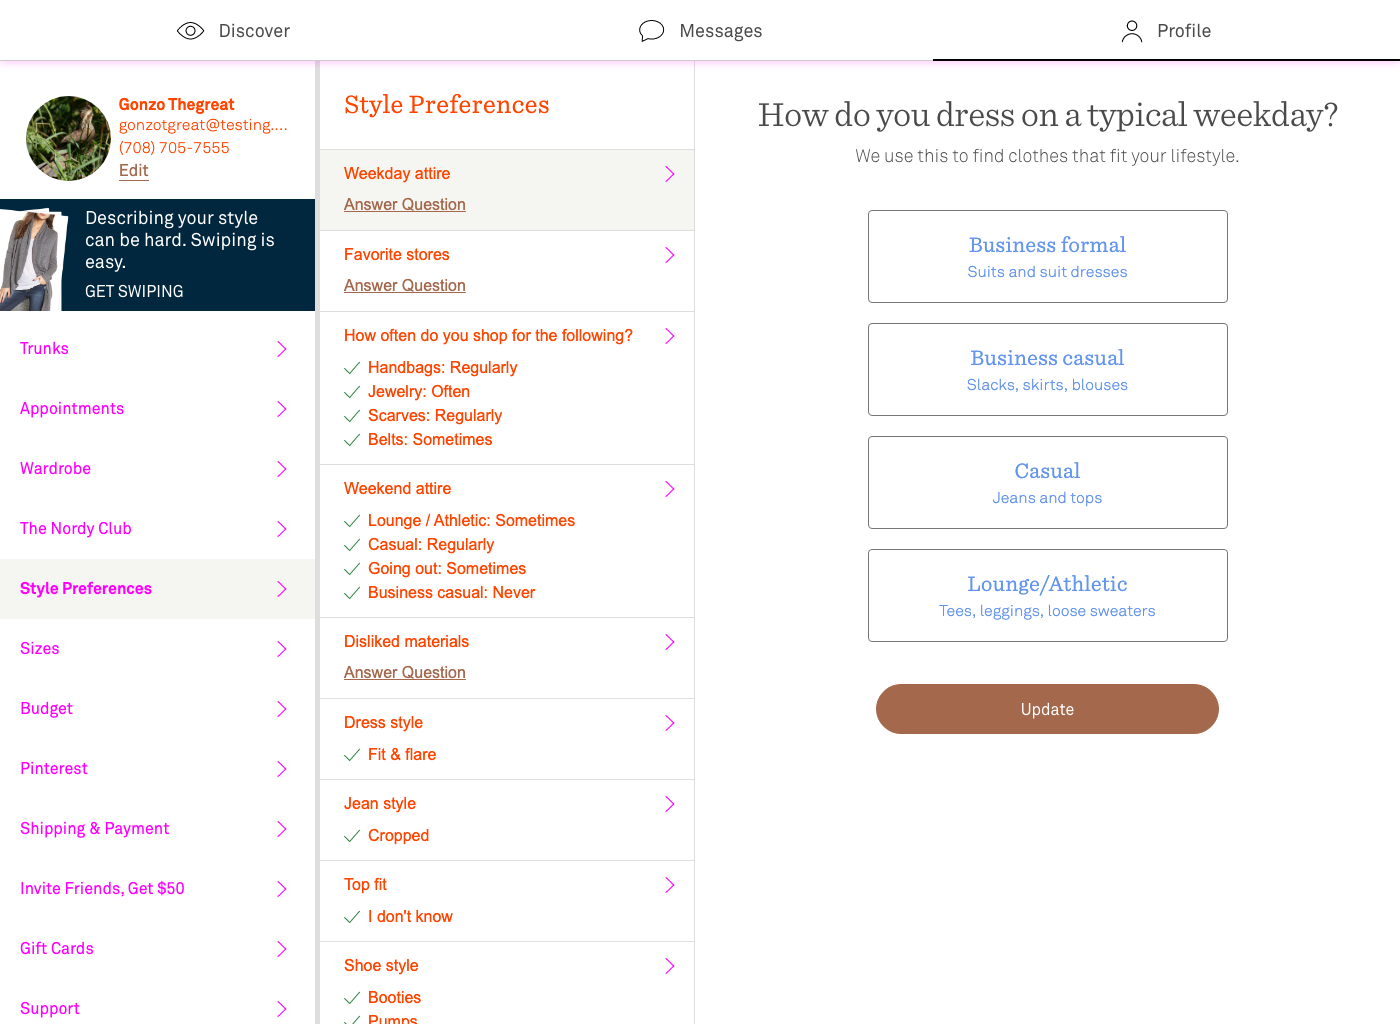 Discover
Messages
Profile
Gonzo Thegreat
gonzotgreat@testing....
(708) 705-7555
Edit
Describing your style
can be hard. Swiping is
easy.
GET SWIPING
Trunks
Appointments
Wardrobe
The Nordy Club
Style Preferences
Sizes
Budget
Pinterest
Shipping & Payment
Invite Friends, Get $50
Gift Cards
Support
Style Preferences
Weekday attire
Answer Question
Favorite stores
Answer Question
How often do you shop for the following?
Handbags: Regularly
Jewelry: Often
Scarves: Regularly
Belts: Sometimes
Weekend attire
Lounge / Athletic: Sometimes
Casual: Regularly
Going out: Sometimes
Business casual: Never
Disliked materials
Answer Question
Dress style
Fit & flare
Jean style
Cropped
Top fit
I don't know
Shoe style
Booties
Pumps
How do you dress on a typical weekday?
We use this to find clothes that fit your lifestyle.
Business formal
Suits and suit dresses
Business casual
Slacks, skirts, blouses
Casual
Jeans and tops
Lounge/Athletic
Tees, leggings, loose sweaters
Update